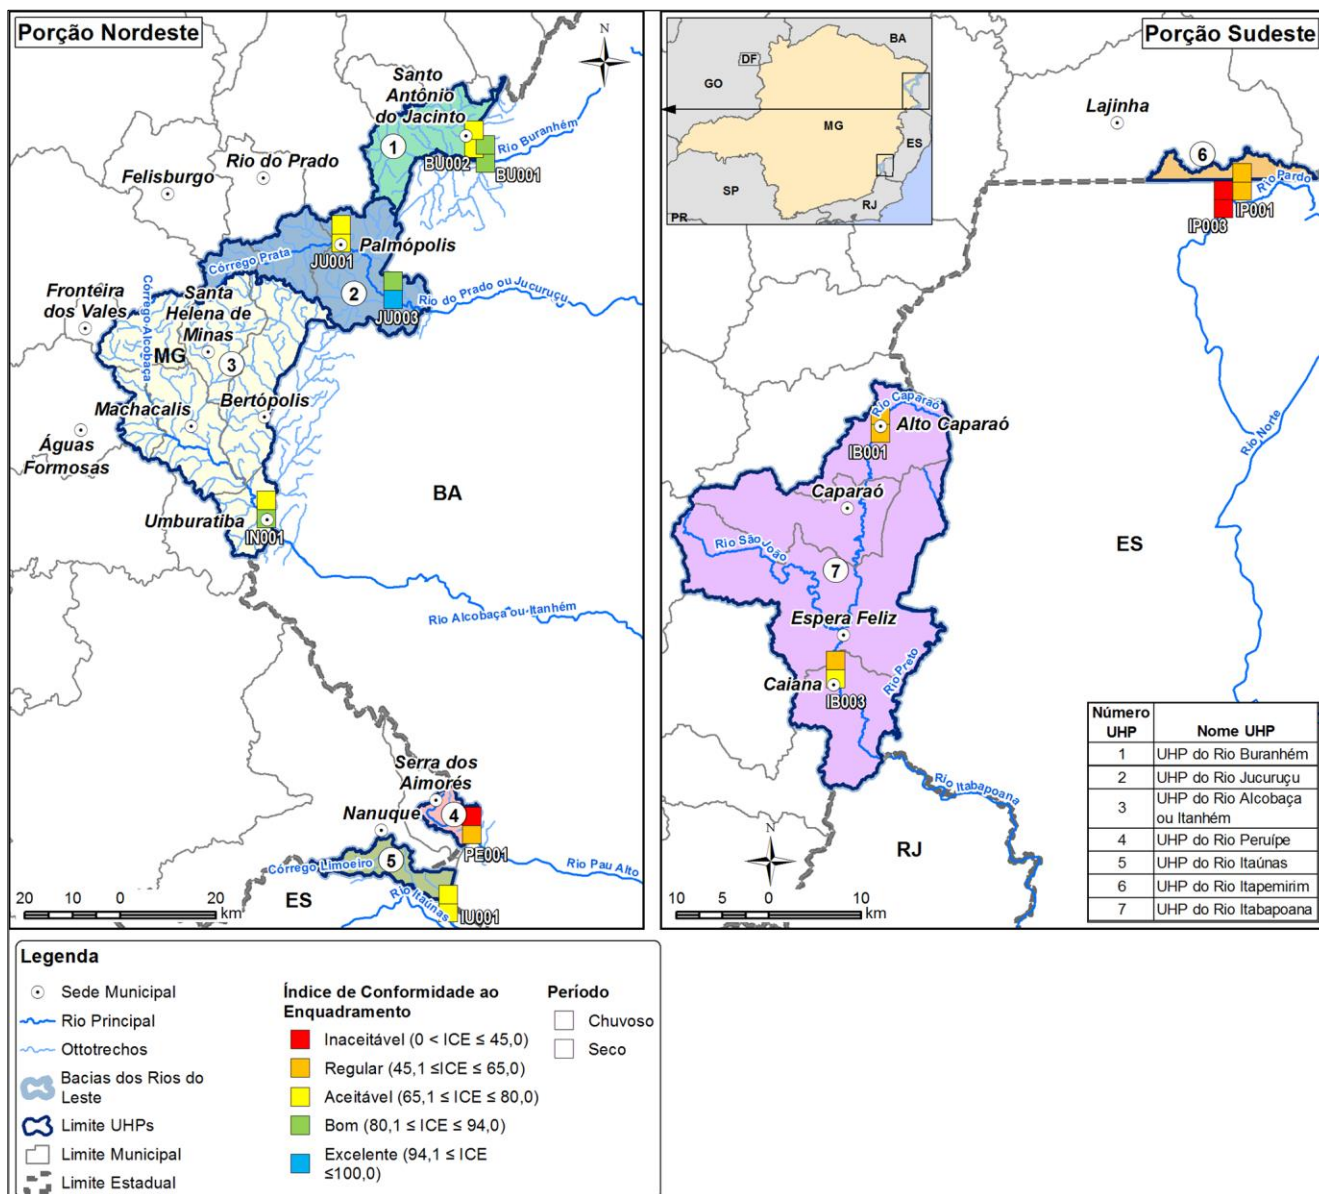 Porção Nordeste
N
Santo
Antônio
do Jacinto
1
BU002
BU001
Rio Buranhém
Rio do Prado
Felisburgo
Palmópolis
Córrego Prata
JU001
2
JU003
Rio do Prado ou Jucuruçu
Fronteira
dos Vales
Córrego Alcobaça
Santa
Helena de
Minas
MG
3
Machacalis
Bertópolis
Águas
Formosas
BA
Umburatiba
IN001
Rio Alcobaça ou Itanhém
Serra dos
Aimorés
4
Nanuque
PE001
Rio Pau Alto
Córrego Limoeiro
5
Rio Itaúnas
IU001
ES
20 10 0 20
km
Porção Sudeste
BA
DF
GO
MG
ES
SP
RJ
PR
Lajinha
6
Rio Pardo
IP001
IP003
Rio Norte
Rio Caparaó
Alto Caparaó
IB001
Caparaó
Rio São João
7
ES
Espera Feliz
Caiana
IB003
Rio Preto
Rio Itabapoana
N
RJ
10 5 0 10
km
Número UHP Nome UHP
1 UHP do Rio Buranhém
2 UHP do Rio Jucuruçu
3 UHP do Rio Alcobaça ou Itanhém
4 UHP do Rio Peruípe
5 UHP do Rio Itaúnas
6 UHP do Rio Itapemirim
7 UHP do Rio Itabapoana
Legenda
Sede Municipal
Rio Principal
Ottotrechos
Bacias dos Rios do
Leste
Limite UHPs
Limite Municipal
Limite Estadual
Índice de Conformidade ao
Enquadramento
Inaceitável (0 < ICE ≤ 45,0)
Regular (45,1 ≤ICE ≤ 65,0)
Aceitável (65,1 ≤ ICE ≤ 80,0)
Bom (80,1 ≤ ICE ≤ 94,0)
Excelente (94,1 ≤ ICE
≤100,0)
Período
Chuvoso
Seco